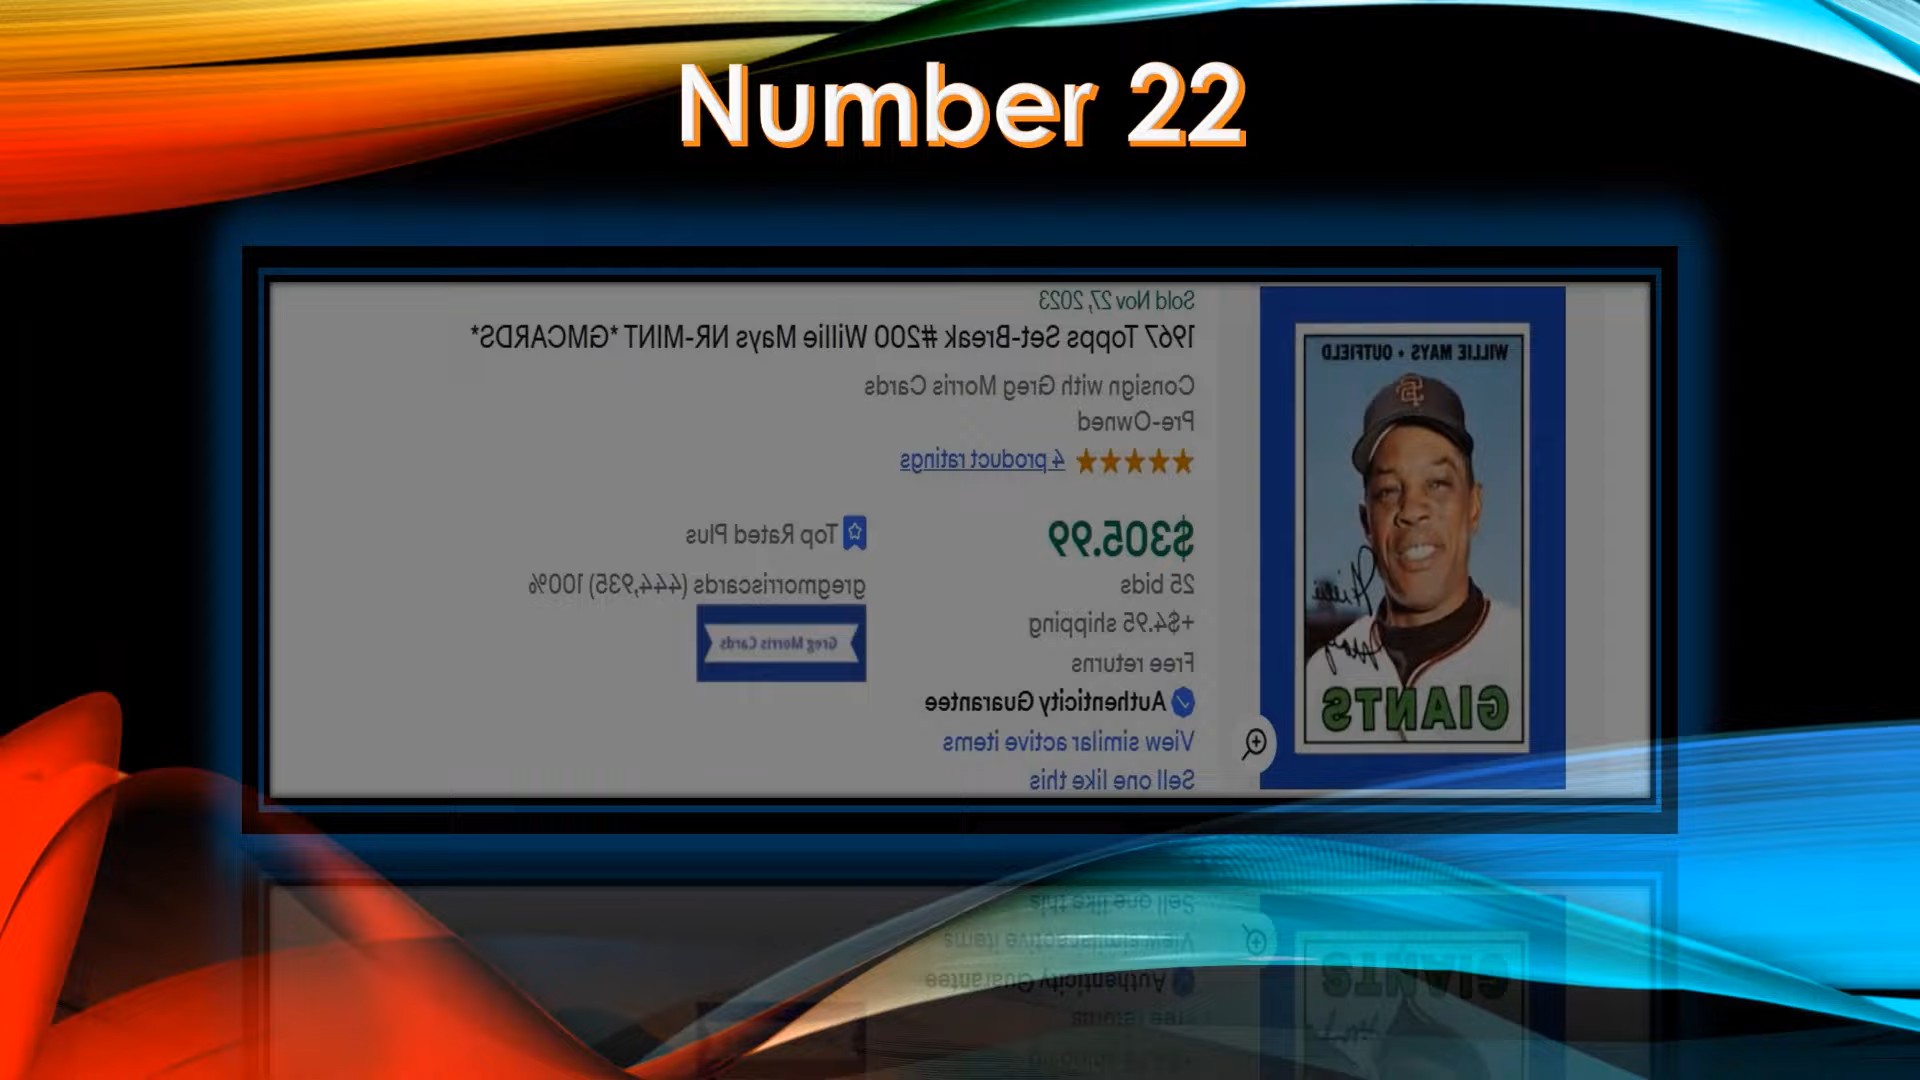 Number 22
Sold Nov 27, 2023
1967 Topps Set-Break #200 Willie Mays NR-MINT *GMCARDS*
Consign with Greg Morris Cards
Pre-Owned
4 product ratings
$305.99
25 bids
+$4.95 shipping
Free returns
Authenticity Guarantee
View similar active items
Sell one like this
Top Rated Plus
gregmorriscards (444,935) 100%
Greg Morris Cards
WILLIE MAYS • OUTFIELD
SF
Willie
Mays
GIANTS